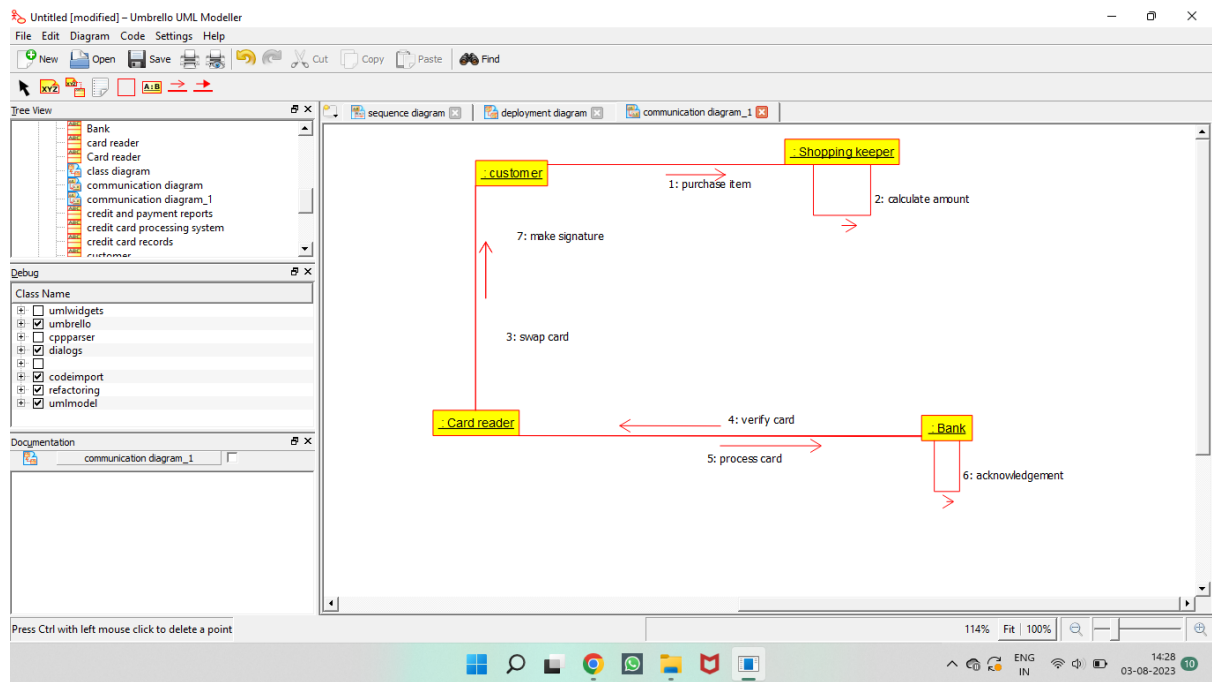 Untitled [modified] – Umbrello UML Modeller
File Edit Diagram Code Settings Help
New Open Save Cut Copy Paste Find
XYZ XYZ A:B
Tree View
sequence diagram deployment diagram communication diagram_1
Bank
card reader
Card reader
class diagram
communication diagram
communication diagram_1
credit and payment reports
credit card processing system
credit card records
customer
Debug
Class Name
umlwidgets
umbrello
cppparser
dialogs
codeimport
refactoring
umlmodel
Documentation
communication diagram_1
: customer
: Shopping keeper
1: purchase item
2: calculate amount
7: make signature
3: swap card
: Card reader
4: verify card
: Bank
5: process card
6: acknowledgement
Press Ctrl with left mouse click to delete a point
114% Fit 100%
ENG
IN
14:28
03-08-2023
10